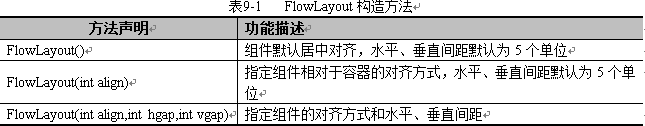 表9-1 FlowLayout 构造方法
方法声明 功能描述
FlowLayout() 组件默认居中对齐，水平、垂直间距默认为 5 个单位
FlowLayout(int align) 指定组件相对于容器的对齐方式，水平、垂直间距默认为 5 个单
位
FlowLayout(int align,int hgap,int vgap) 指定组件的对齐方式和水平、垂直间距